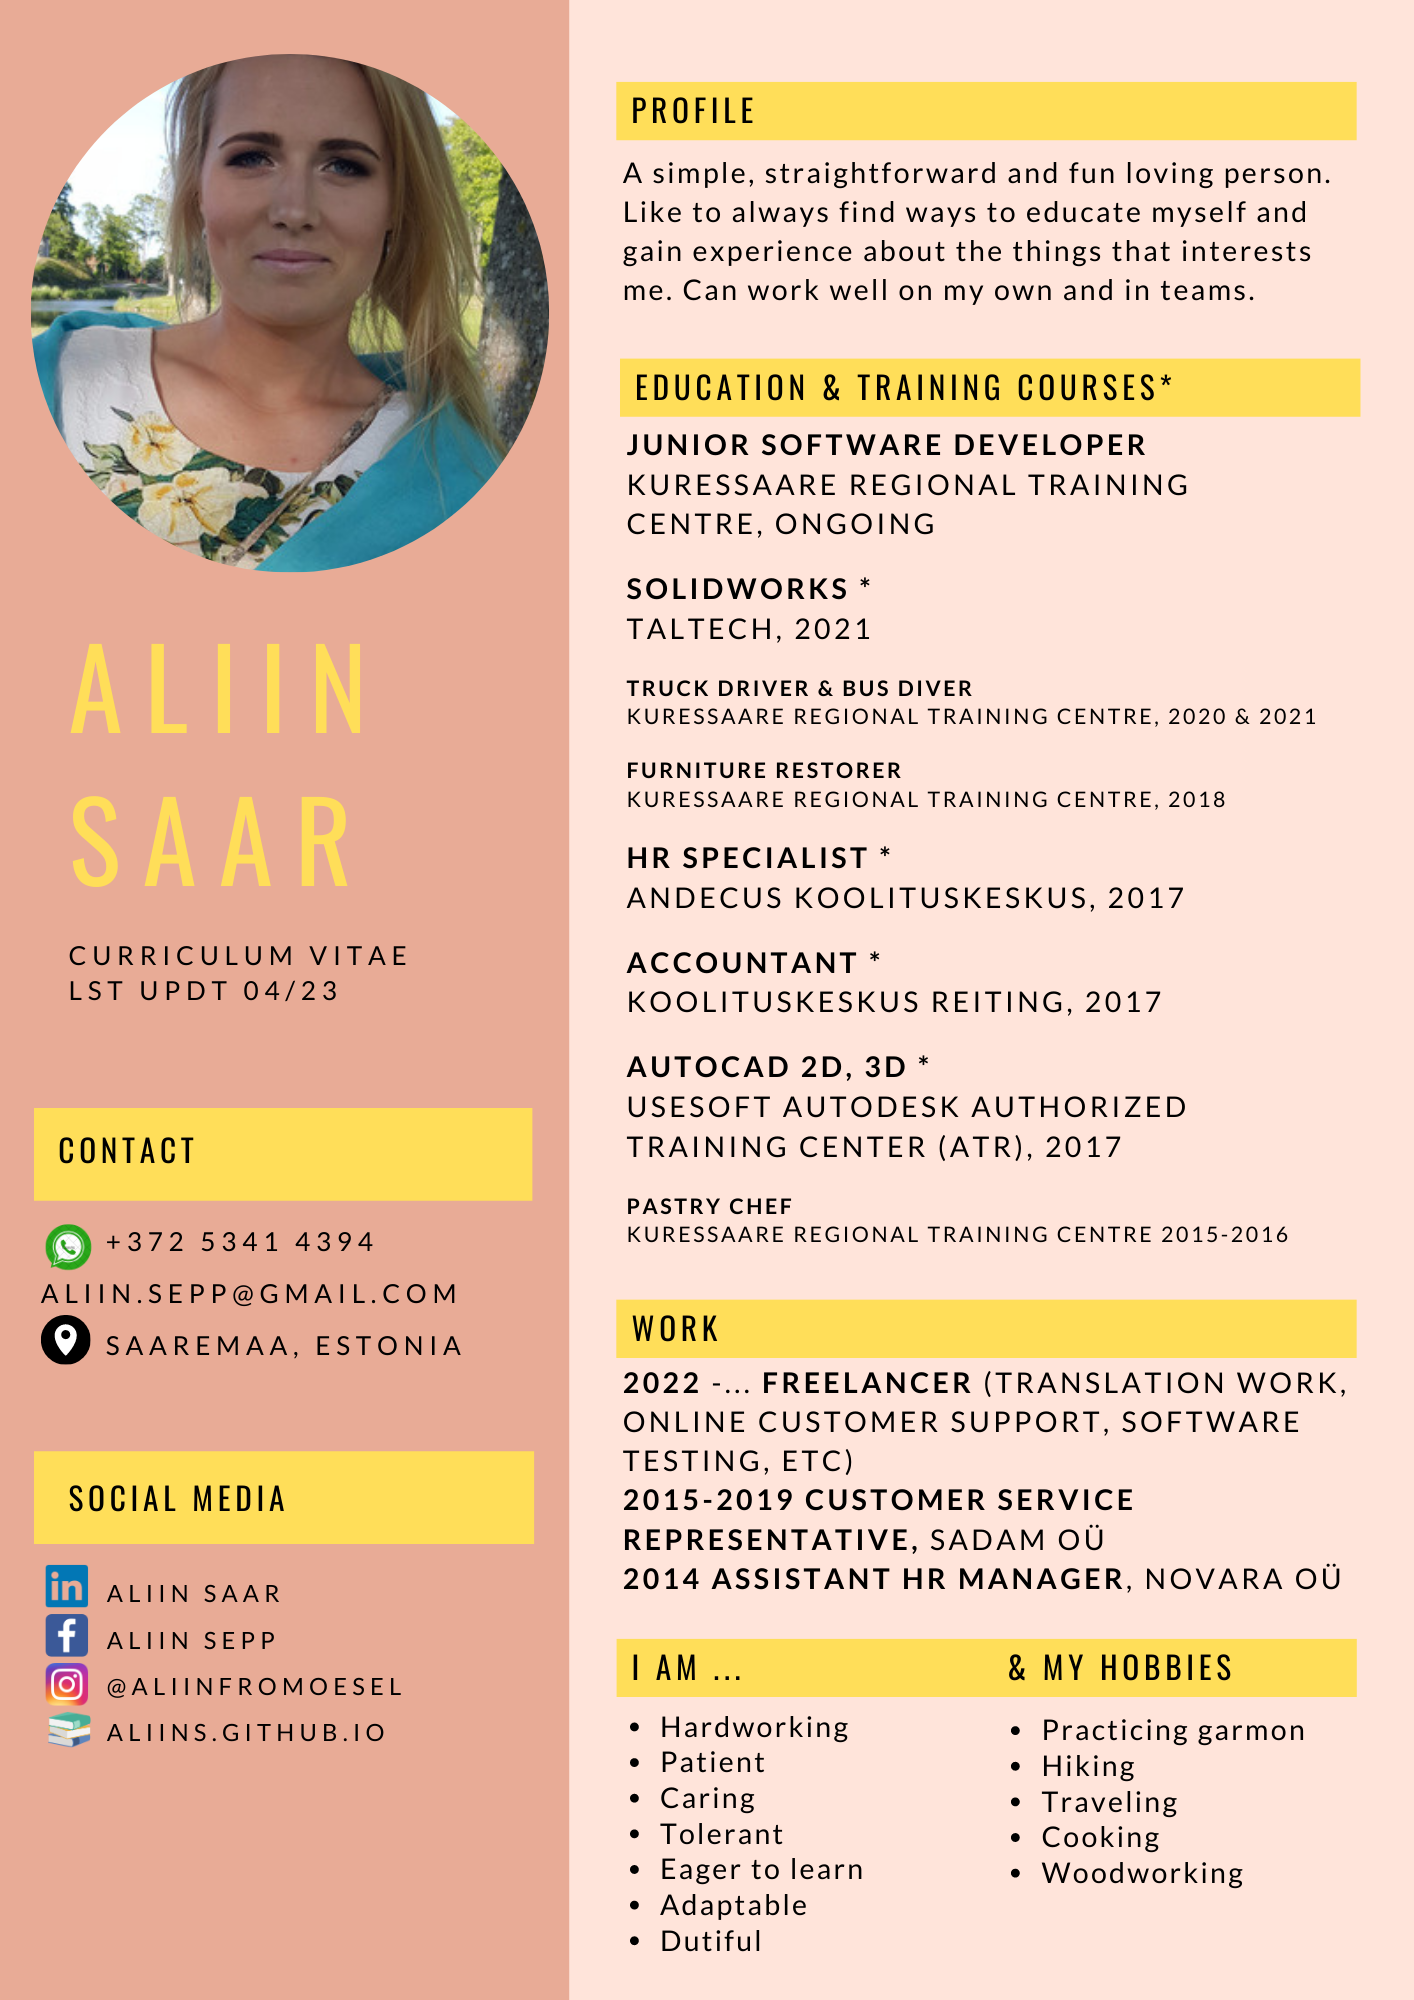 ALIIN
SAAR
CURRICULUM VITAE
LST UPDT 04/23
CONTACT
+372 5341 4394
ALIIN.SEPP@GMAIL.COM
SAAREMAA, ESTONIA
SOCIAL MEDIA
in ALIIN SAAR
f ALIIN SEPP
@ALIINFROMOESEL
ALIINS.GITHUB.IO
PROFILE
A simple, straightforward and fun loving person.
Like to always find ways to educate myself and
gain experience about the things that interests
me. Can work well on my own and in teams.
EDUCATION & TRAINING COURSES*
JUNIOR SOFTWARE DEVELOPER
KURESSAARE REGIONAL TRAINING
CENTRE, ONGOING
SOLIDWORKS *
TALTECH, 2021
TRUCK DRIVER & BUS DIVER
KURESSAARE REGIONAL TRAINING CENTRE, 2020 & 2021
FURNITURE RESTORER
KURESSAARE REGIONAL TRAINING CENTRE, 2018
HR SPECIALIST *
ANDECUS KOOLITUSKESKUS, 2017
ACCOUNTANT *
KOOLITUSKESKUS REITING, 2017
AUTOCAD 2D, 3D *
USESOFT AUTODESK AUTHORIZED
TRAINING CENTER (ATR), 2017
PASTRY CHEF
KURESSAARE REGIONAL TRAINING CENTRE 2015-2016
WORK
2022 -... FREELANCER (TRANSLATION WORK,
ONLINE CUSTOMER SUPPORT, SOFTWARE
TESTING, ETC)
2015-2019 CUSTOMER SERVICE
REPRESENTATIVE, SADAM OÜ
2014 ASSISTANT HR MANAGER, NOVARA OÜ
I AM ...
• Hardworking
• Patient
• Caring
• Tolerant
• Eager to learn
• Adaptable
• Dutiful
& MY HOBBIES
• Practicing garmon
• Hiking
• Traveling
• Cooking
• Woodworking